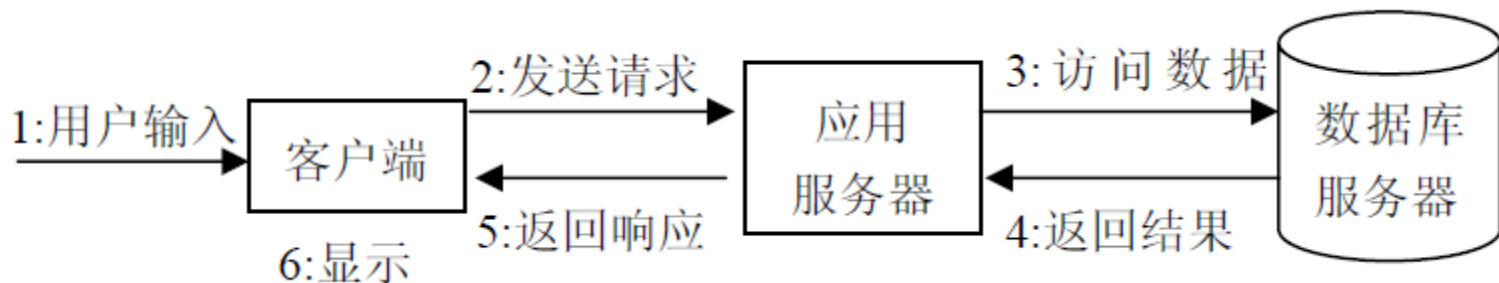 1:用户输入
客户端
6:显示
2:发送请求
5:返回响应
应用
服务器
3:访问数据
4:返回结果
数据库
服务器